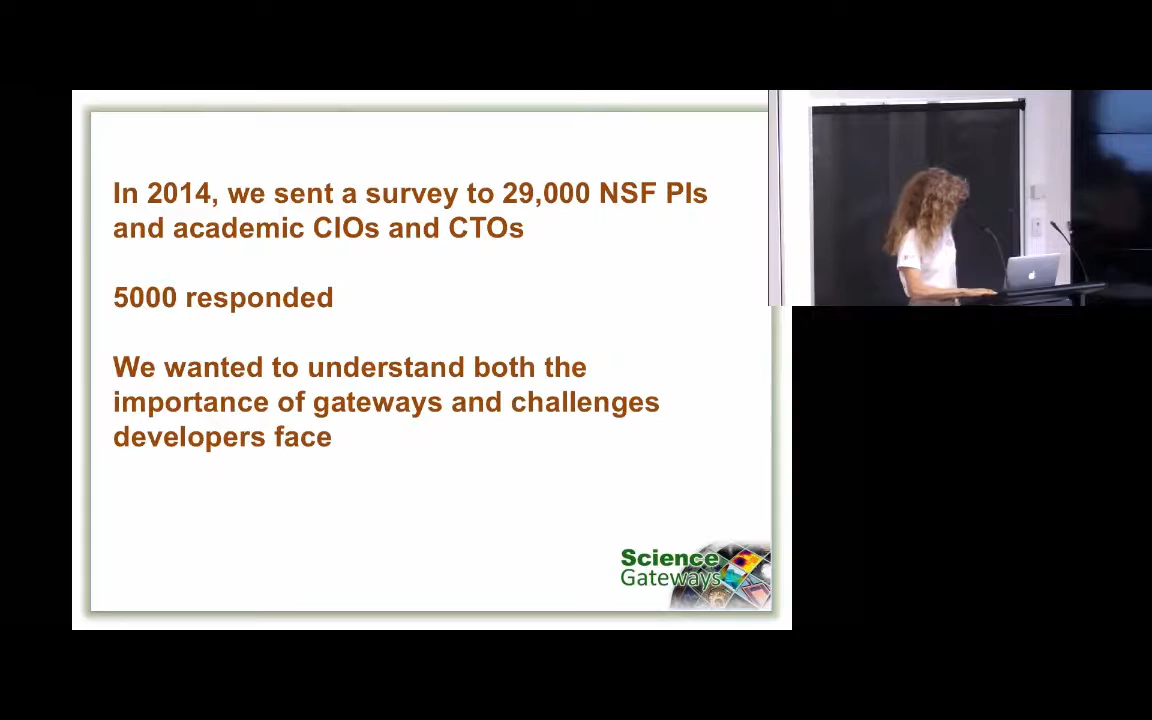 In 2014, we sent a survey to 29,000 NSF PIs
and academic CIOs and CTOs
5000 responded
We wanted to understand both the
importance of gateways and challenges
developers face
Science
Gateways